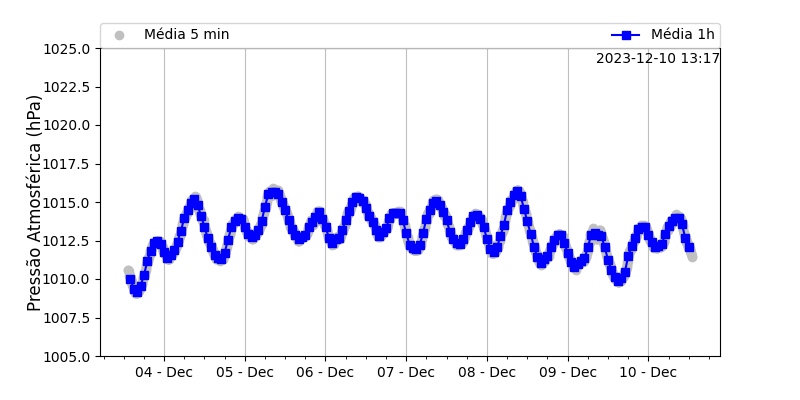 Média 5 min
Média 1h
2023-12-10 13:17
Pressão Atmosférica (hPa)
1025.0
1022.5
1020.0
1017.5
1015.0
1012.5
1010.0
1007.5
1005.0
04 - Dec
05 - Dec
06 - Dec
07 - Dec
08 - Dec
09 - Dec
10 - Dec